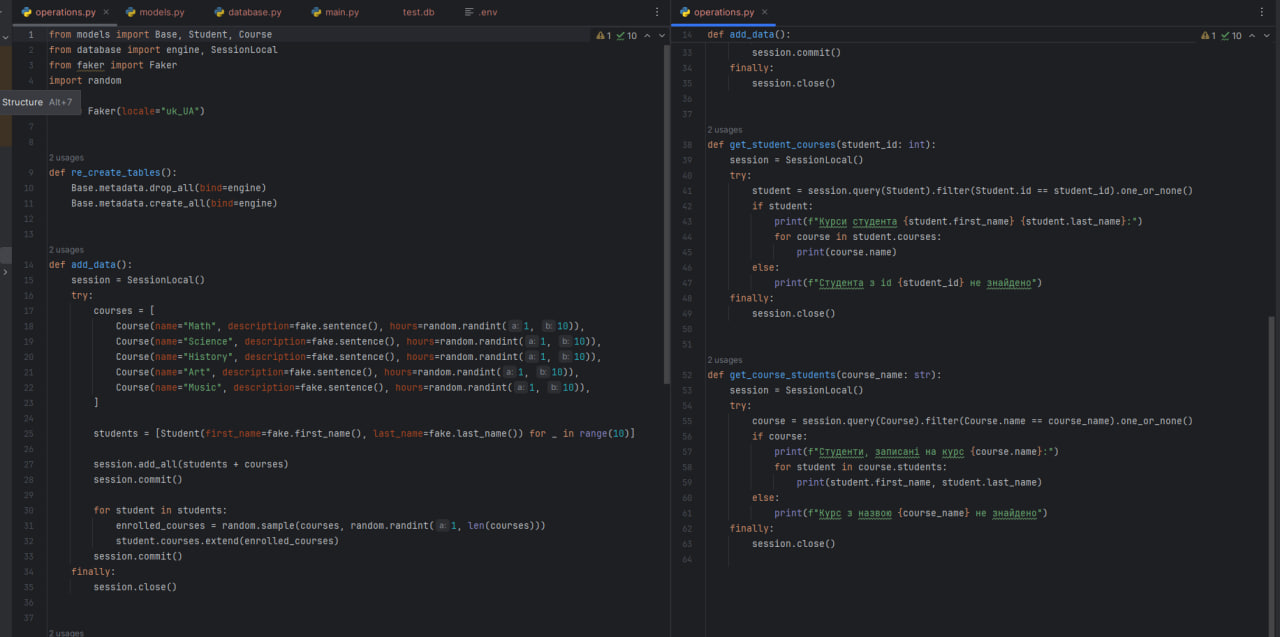 operations.py × models.py database.py main.py test.db .env
1 from models import Base, Student, Course
1 10
2 from database import engine, SessionLocal
3 from faker import Faker
4 import random
Structure Alt+7
Faker(locale="uk_UA")
7
8
2 usages
9 def re_create_tables():
10 Base.metadata.drop_all(bind=engine)
11 Base.metadata.create_all(bind=engine)
12
13
2 usages
14 def add_data():
15 session = SessionLocal()
16 try:
17 courses = [
18 Course(name="Math", description=fake.sentence(), hours=random.randint(a: 1, b: 10)),
19 Course(name="Science", description=fake.sentence(), hours=random.randint(a: 1, b: 10)),
20 Course(name="History", description=fake.sentence(), hours=random.randint(a: 1, b: 10)),
21 Course(name="Art", description=fake.sentence(), hours=random.randint(a: 1, b: 10)),
22 Course(name="Music", description=fake.sentence(), hours=random.randint(a: 1, b: 10)),
23 ]
24
25 students = [Student(first_name=fake.first_name(), last_name=fake.last_name()) for _ in range(10)]
26
27 session.add_all(students + courses)
28 session.commit()
29
30 for student in students:
31 enrolled_courses = random.sample(courses, random.randint(a: 1, len(courses)))
32 student.courses.extend(enrolled_courses)
33 session.commit()
34 finally:
35 session.close()
36
37
2 usages
operations.py ×
14 def add_data():
1 10
33 session.commit()
34 finally:
35 session.close()
36
37
2 usages
38 def get_student_courses(student_id: int):
39 session = SessionLocal()
40 try:
41 student = session.query(Student).filter(Student.id == student_id).one_or_none()
42 if student:
43 print(f"Курси студента {student.first_name} {student.last_name}:")
44 for course in student.courses:
45 print(course.name)
46 else:
47 print(f"Студента з id {student_id} не знайдено")
48 finally:
49 session.close()
50
51
2 usages
52 def get_course_students(course_name: str):
53 session = SessionLocal()
54 try:
55 course = session.query(Course).filter(Course.name == course_name).one_or_none()
56 if course:
57 print(f"Студенти, записані на курс {course.name}:")
58 for student in course.students:
59 print(student.first_name, student.last_name)
60 else:
61 print(f"Курс з назвою {course_name} не знайдено")
62 finally:
63 session.close()
64